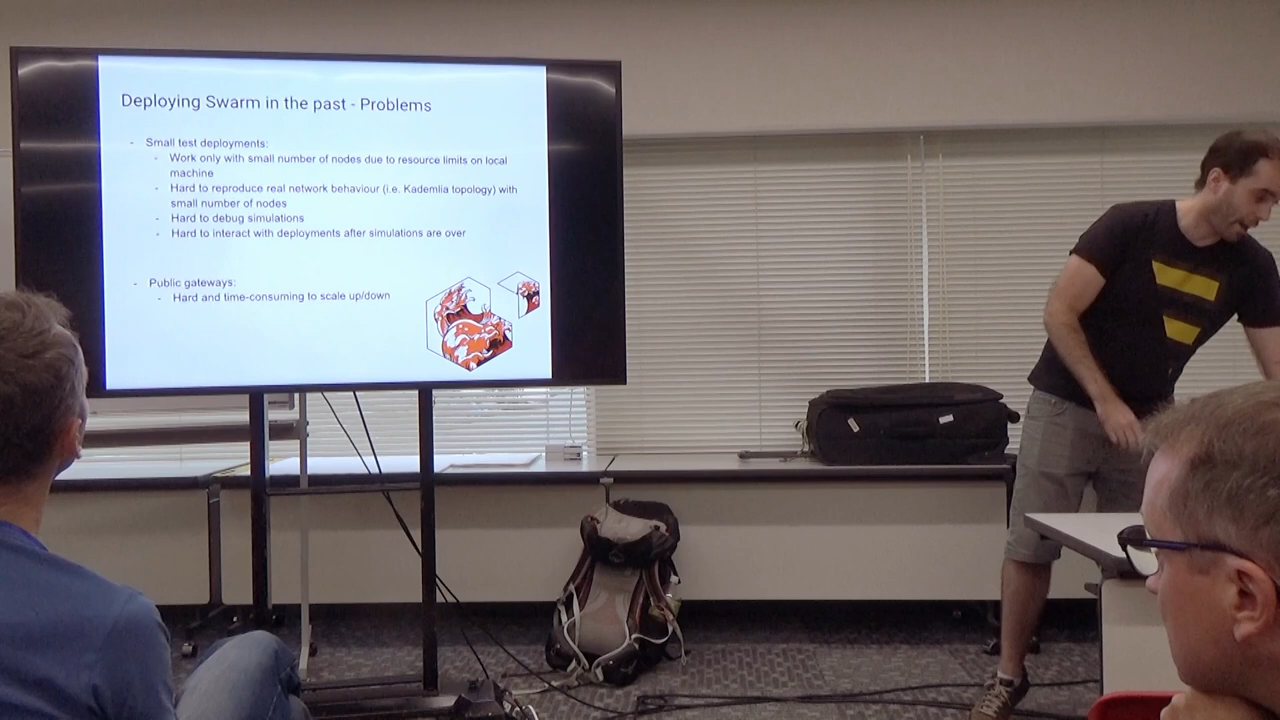 Deploying Swarm in the past - Problems
- Small test deployments:
- Work only with small number of nodes due to resource limits on local
machine
- Hard to reproduce real network behaviour (i.e. Kademlia topology) with
small number of nodes
- Hard to debug simulations
- Hard to interact with deployments after simulations are over
- Public gateways:
- Hard and time-consuming to scale up/down